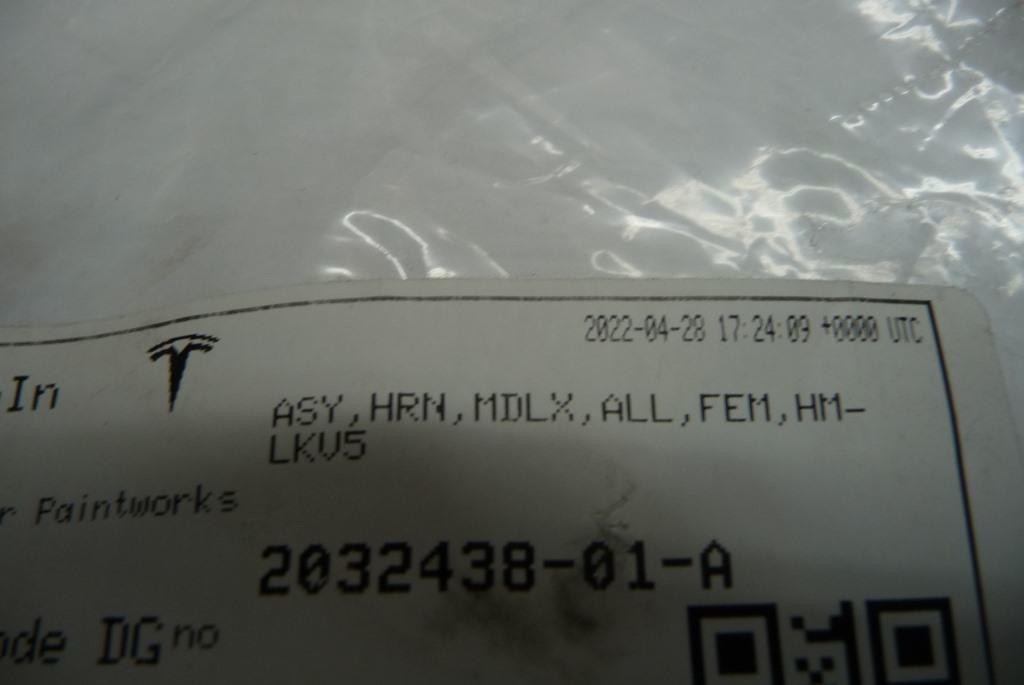 2022-04-28 17:24:09 +0000 UTC
In
ASY,HRN,MDLX,ALL,FEM,HM-
LKV5
Paintworks
2032438-01-A
DG no